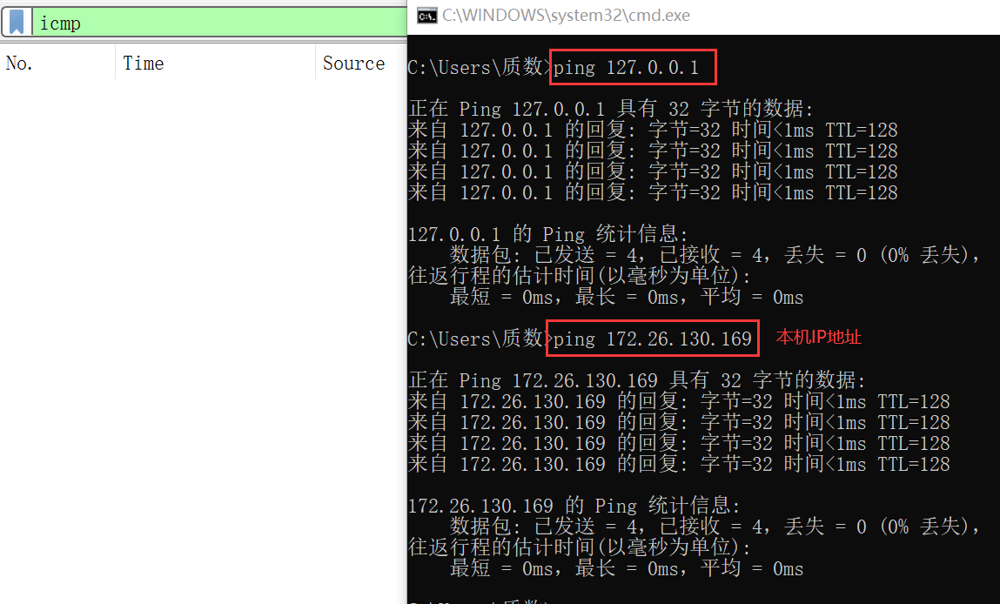 icmp
No. Time Source
C:\WINDOWS\system32\cmd.exe
C:\Users\质数>ping 127.0.0.1
正在 Ping 127.0.0.1 具有 32 字节的数据:
来自 127.0.0.1 的回复: 字节=32 时间<1ms TTL=128
来自 127.0.0.1 的回复: 字节=32 时间<1ms TTL=128
来自 127.0.0.1 的回复: 字节=32 时间<1ms TTL=128
来自 127.0.0.1 的回复: 字节=32 时间<1ms TTL=128
127.0.0.1 的 Ping 统计信息:
数据包: 已发送 = 4，已接收 = 4，丢失 = 0 (0% 丢失)，
往返行程的估计时间(以毫秒为单位):
最短 = 0ms，最长 = 0ms，平均 = 0ms
C:\Users\质数>ping 172.26.130.169 本机IP地址
正在 Ping 172.26.130.169 具有 32 字节的数据:
来自 172.26.130.169 的回复: 字节=32 时间<1ms TTL=128
来自 172.26.130.169 的回复: 字节=32 时间<1ms TTL=128
来自 172.26.130.169 的回复: 字节=32 时间<1ms TTL=128
来自 172.26.130.169 的回复: 字节=32 时间<1ms TTL=128
172.26.130.169 的 Ping 统计信息:
数据包: 已发送 = 4，已接收 = 4，丢失 = 0 (0% 丢失)，
往返行程的估计时间(以毫秒为单位):
最短 = 0ms，最长 = 0ms，平均 = 0ms